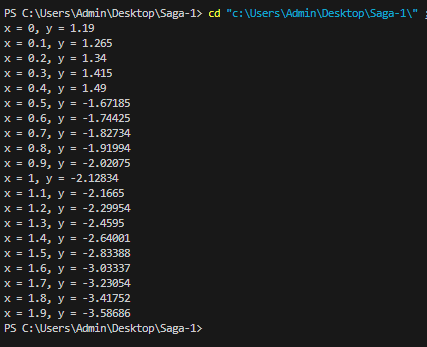 PS C:\Users\Admin\Desktop\Saga-1> cd "c:\Users\Admin\Desktop\Saga-1\" ;
x = 0, y = 1.19
x = 0.1, y = 1.265
x = 0.2, y = 1.34
x = 0.3, y = 1.415
x = 0.4, y = 1.49
x = 0.5, y = -1.67185
x = 0.6, y = -1.74425
x = 0.7, y = -1.82734
x = 0.8, y = -1.91994
x = 0.9, y = -2.02075
x = 1, y = -2.12834
x = 1.1, y = -2.1665
x = 1.2, y = -2.29954
x = 1.3, y = -2.4595
x = 1.4, y = -2.64001
x = 1.5, y = -2.83388
x = 1.6, y = -3.03337
x = 1.7, y = -3.23054
x = 1.8, y = -3.41752
x = 1.9, y = -3.58686
PS C:\Users\Admin\Desktop\Saga-1>